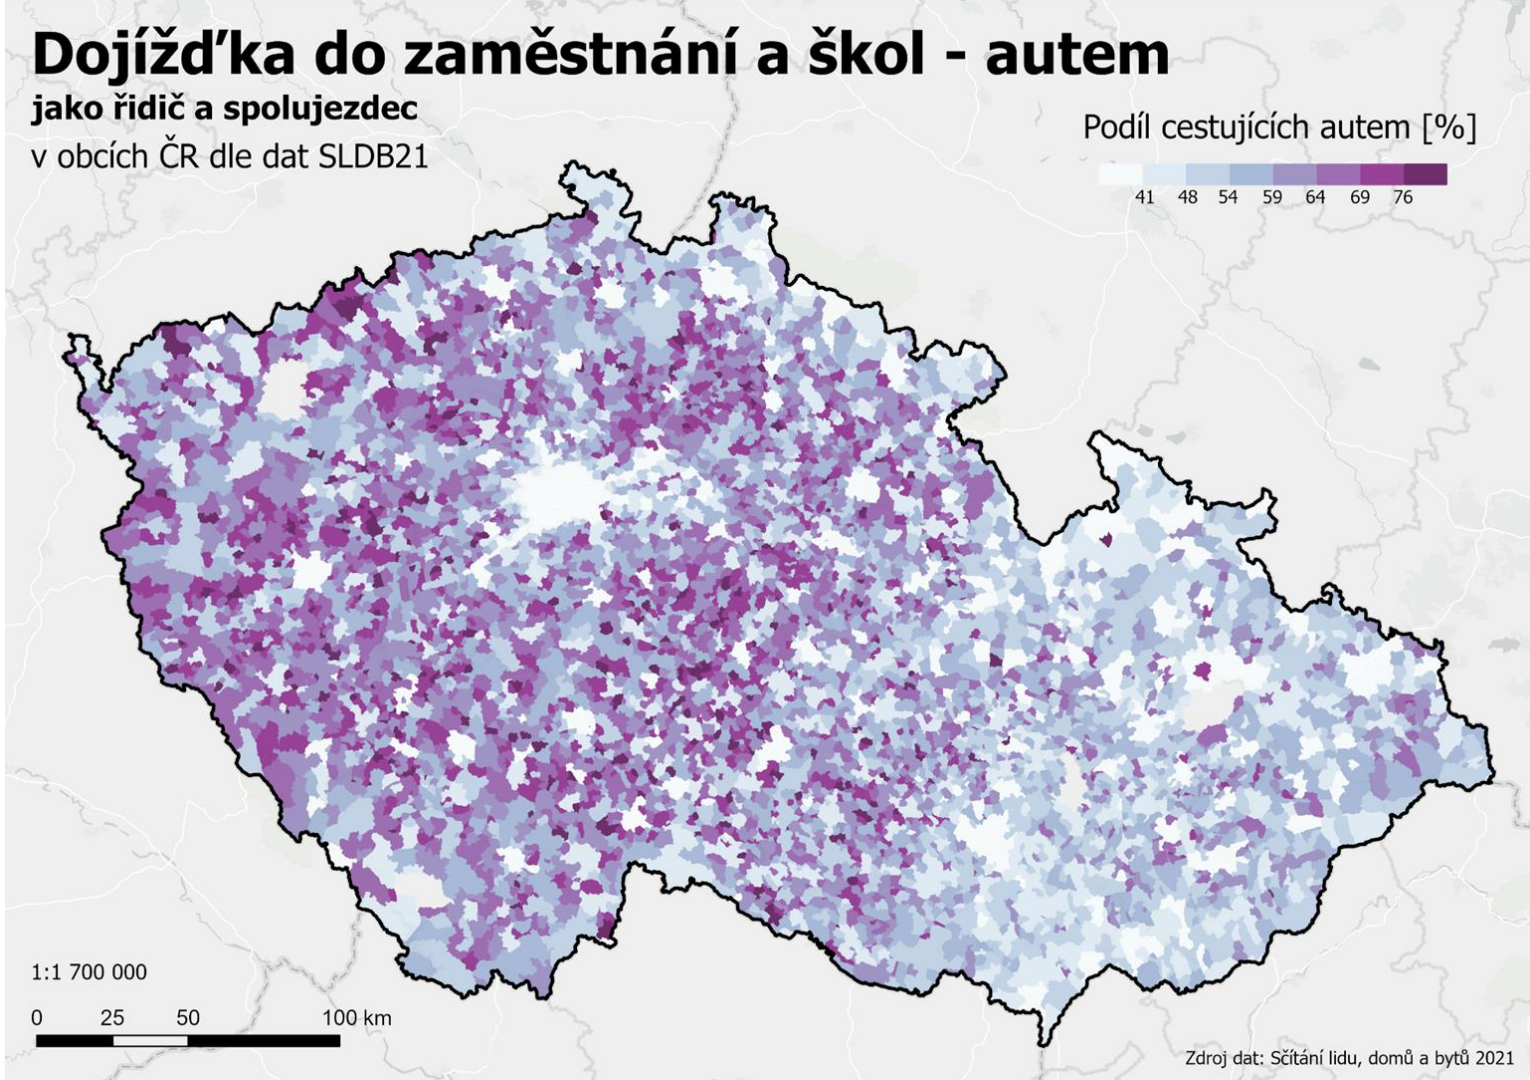 Dojížďka do zaměstnání a škol - autem
jako řidič a spolujezdec
v obcích ČR dle dat SLDB21
Podíl cestujících autem [%]
41 48 54 59 64 69 76
1:1 700 000
0 25 50 100 km
Zdroj dat: Sčítání lidu, domů a bytů 2021